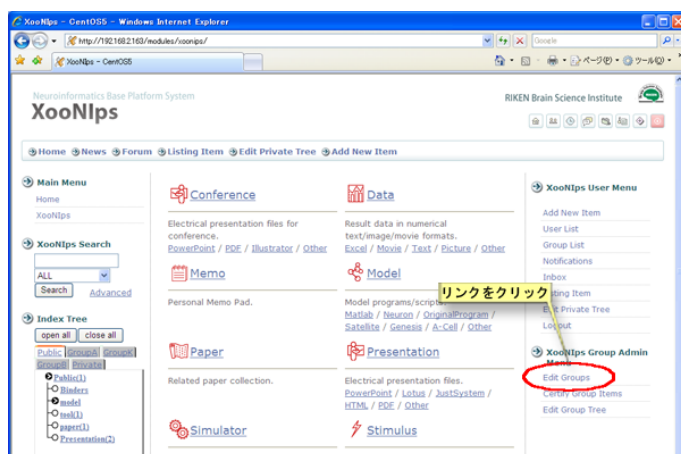 XooNIps - CentOS5 - Windows Internet Explorer
http://192.168.2.163/modules/xoonips/
Google
XooNIps - CentOS5
ページ(P)
ツール(O)
Neuroinformatics Base Platform System
XooNIps
RIKEN Brain Science Institute
Home News Forum Listing Item Edit Private Tree Add New Item
Main Menu
Home
XooNIps
XooNIps Search
ALL
Search Advanced
Index Tree
open all close all
Public GroupA GroupK
GroupB Private
Public(1)
Binders
model
tool(1)
paper(1)
Presentation(2)
Conference
Electrical presentation files for
conference.
PowerPoint / PDF / Illustrator / Other
Data
Result data in numerical
text/image/movie formats.
Excel / Movie / Text / Picture / Other
Memo
Personal Memo Pad.
Model
Model programs/scripts.
Matlab / Neuron / OriginalProgram /
Satellite / Genesis / A-Cell / Other
Paper
Related paper collection.
Presentation
Electrical presentation files.
PowerPoint / Lotus / JustSystem /
HTML / PDF / Other
Simulator
Stimulus
リンクをクリック
XooNIps User Menu
Add New Item
User List
Group List
Notifications
Inbox
Listing Item
Edit Private Tree
Logout
XooNIps Group Admin
Menu
Edit Groups
Certify Group Items
Edit Group Tree